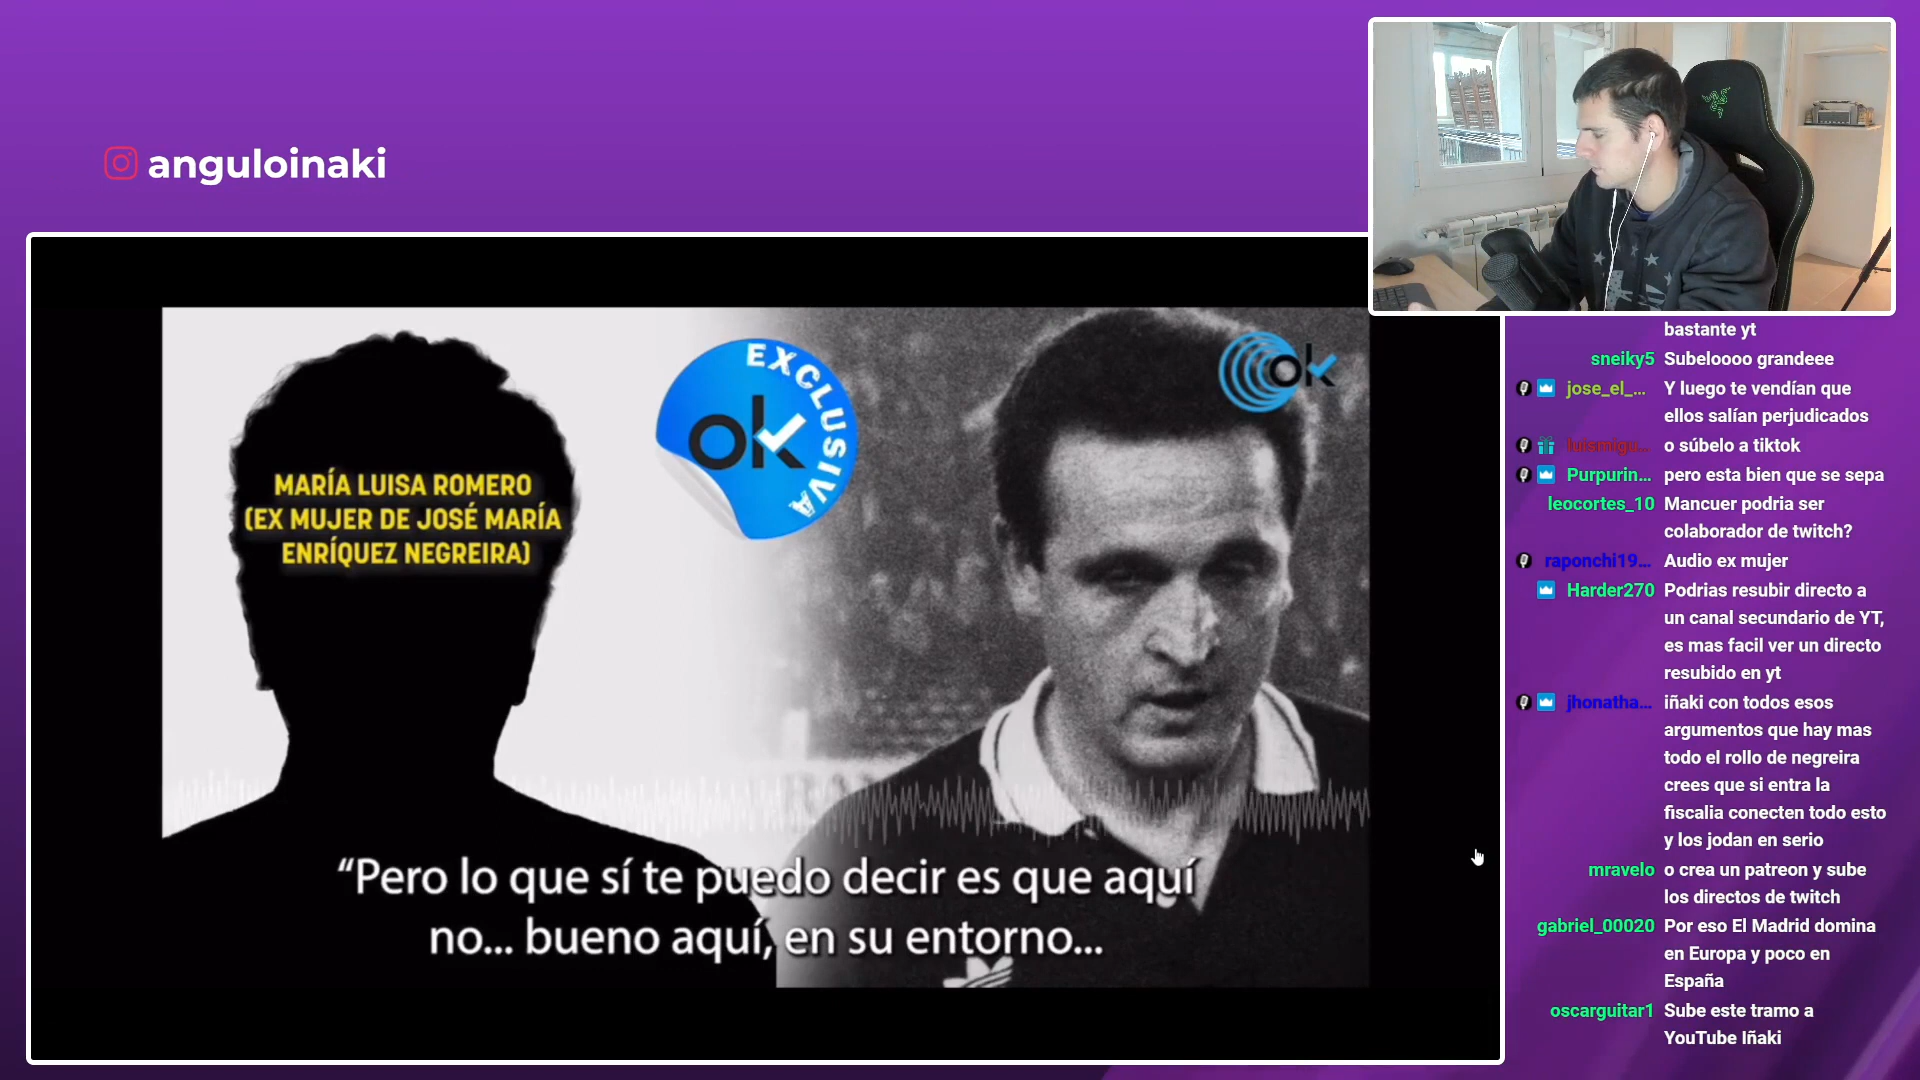 anguloinaki
MARÍA LUISA ROMERO
(EX MUJER DE JOSÉ MARÍA
ENRÍQUEZ NEGREIRA)
EXCLUSIVA
ok
ok
“Pero lo que sí te puedo decir es que aquí
no... bueno aquí, en su entorno...
bastante yt
sneiky5 Subeloooo grandeee
jose_el_... Y luego te vendían que
ellos salían perjudicados
luismigu... o súbelo a tiktok
Purpurin... pero esta bien que se sepa
leocortes_10 Mancuer podria ser
colaborador de twitch?
raponchi19... Audio ex mujer
Harder270 Podrias resubir directo a
un canal secundario de YT,
es mas facil ver un directo
resubido en yt
jhonatha... iñaki con todos esos
argumentos que hay mas
todo el rollo de negreira
crees que si entra la
fiscalia conecten todo esto
y los jodan en serio
mravelo o crea un patreon y sube
los directos de twitch
gabriel_00020 Por eso El Madrid domina
en Europa y poco en
España
oscarguitar1 Sube este tramo a
YouTube Iñaki